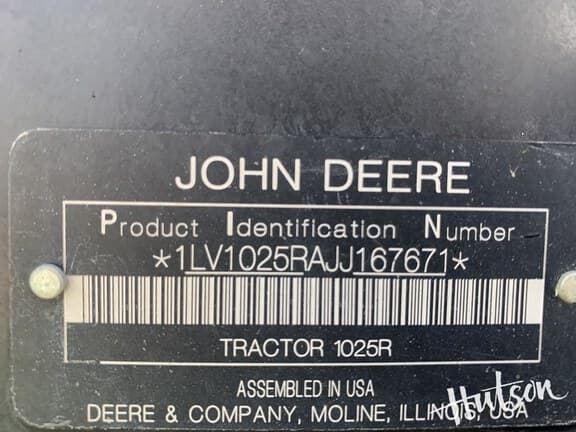 JOHN DEERE
Product Identification Number
*1LV1025RAJJ167671*
TRACTOR 1025R
ASSEMBLED IN USA
DEERE & COMPANY, MOLINE, ILLINOIS, USA
Hutson